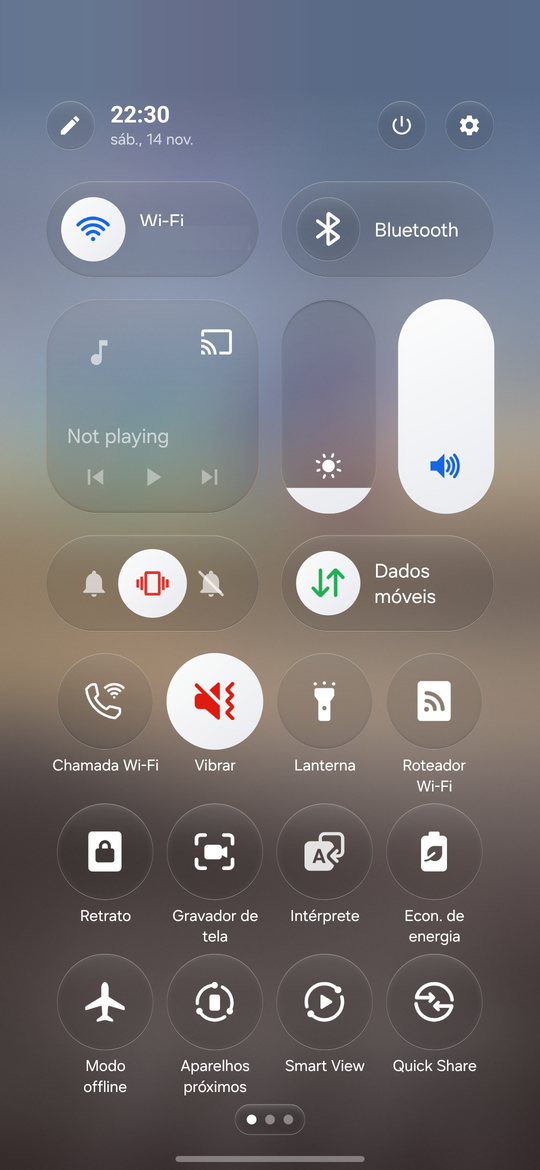 22:30
sáb., 14 nov.
Wi-Fi
Bluetooth
Not playing
Dados
móveis
Chamada Wi-Fi
Vibrar
Lanterna
Roteador
Wi-Fi
Retrato
Gravador de
tela
Intérprete
Econ. de
energia
Modo
offline
Aparelhos
próximos
Smart View
Quick Share